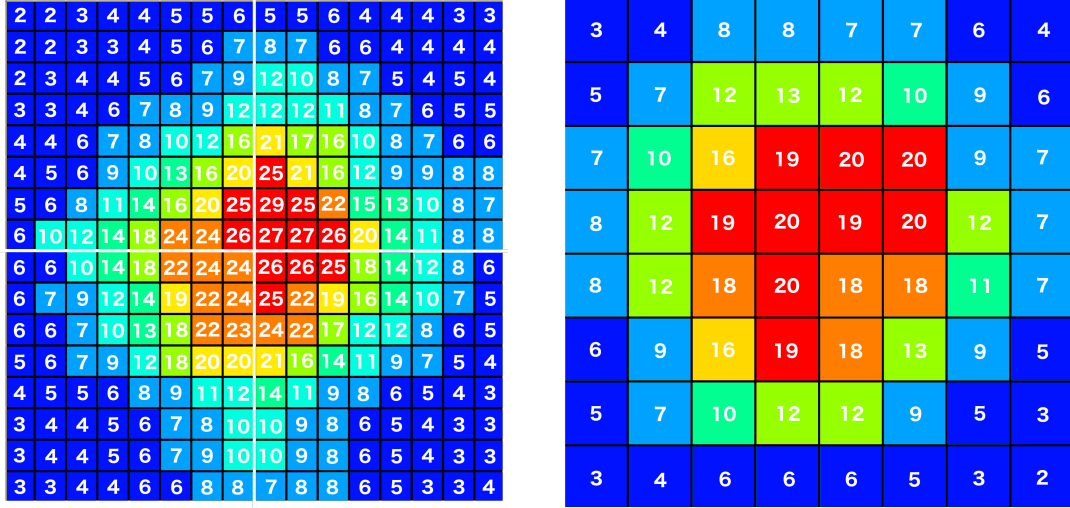 2 2 3 4 4 5 5 6 5 5 6 4 4 4 3 3
2 2 3 3 4 5 6 7 8 7 6 6 4 4 4 4
2 3 4 4 5 6 7 9 12 10 8 7 5 4 5 4
3 3 4 6 7 8 9 12 12 12 11 8 7 6 5 5
4 4 6 7 8 10 12 16 21 17 16 10 8 7 6 6
4 5 6 9 10 13 16 20 25 21 16 12 9 9 8 8
5 6 8 11 14 16 20 25 29 25 22 15 13 10 8 7
6 10 12 14 18 24 24 26 27 27 26 20 14 11 8 8
6 6 10 14 18 22 24 24 26 26 25 18 14 12 8 6
6 7 9 12 14 19 22 24 25 22 19 16 14 10 7 5
6 6 7 10 13 18 22 23 24 22 17 12 12 8 6 5
5 6 7 9 12 18 20 20 21 16 14 11 9 7 5 4
4 5 5 6 8 9 11 12 14 11 9 8 6 5 4 3
3 4 4 5 6 7 8 10 10 9 8 6 5 4 3 3
3 4 4 5 6 7 9 10 10 9 8 6 5 4 3 3
3 3 4 4 6 6 8 8 7 8 8 6 5 3 3 4
3 4 8 8 7 7 6 4
5 7 12 13 12 10 9 6
7 10 16 19 20 20 9 7
8 12 19 20 19 20 12 7
8 12 18 20 18 18 11 7
6 9 16 19 18 13 9 5
5 7 10 12 12 9 5 3
3 4 6 6 6 5 3 2